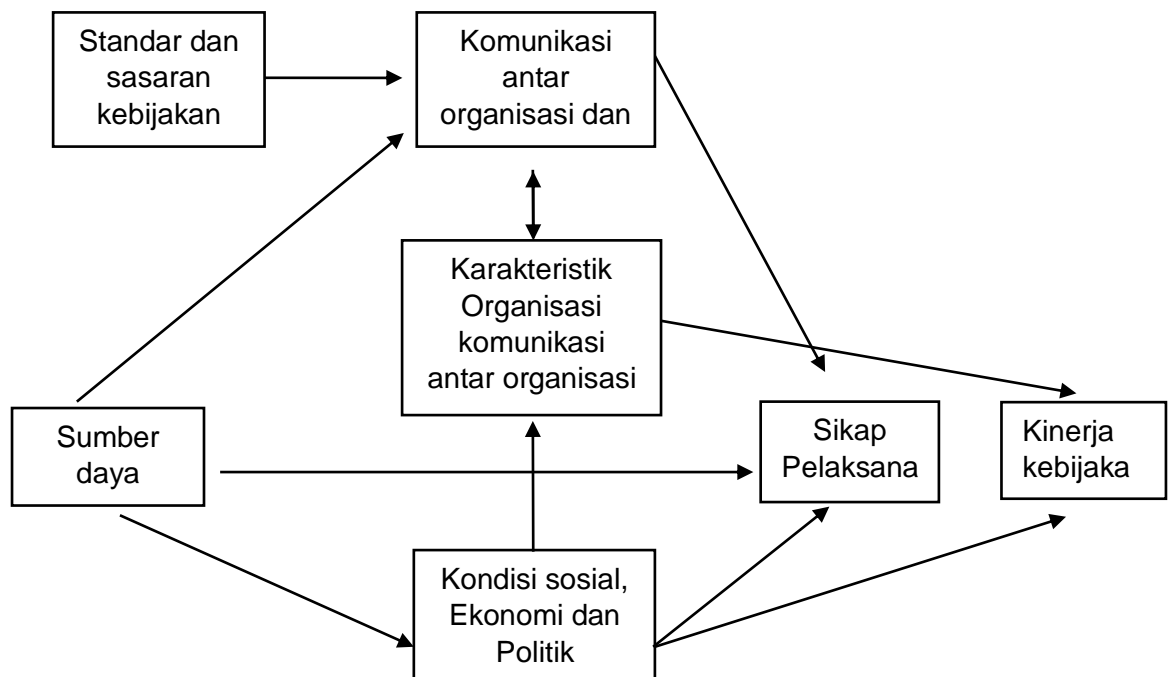 Standar dan
sasaran
kebijakan
Komunikasi
antar
organisasi dan
Karakteristik
Organisasi
komunikasi
antar organisasi
Sumber
daya
Sikap
Pelaksana
Kinerja
kebijaka
Kondisi sosial,
Ekonomi dan
Politik